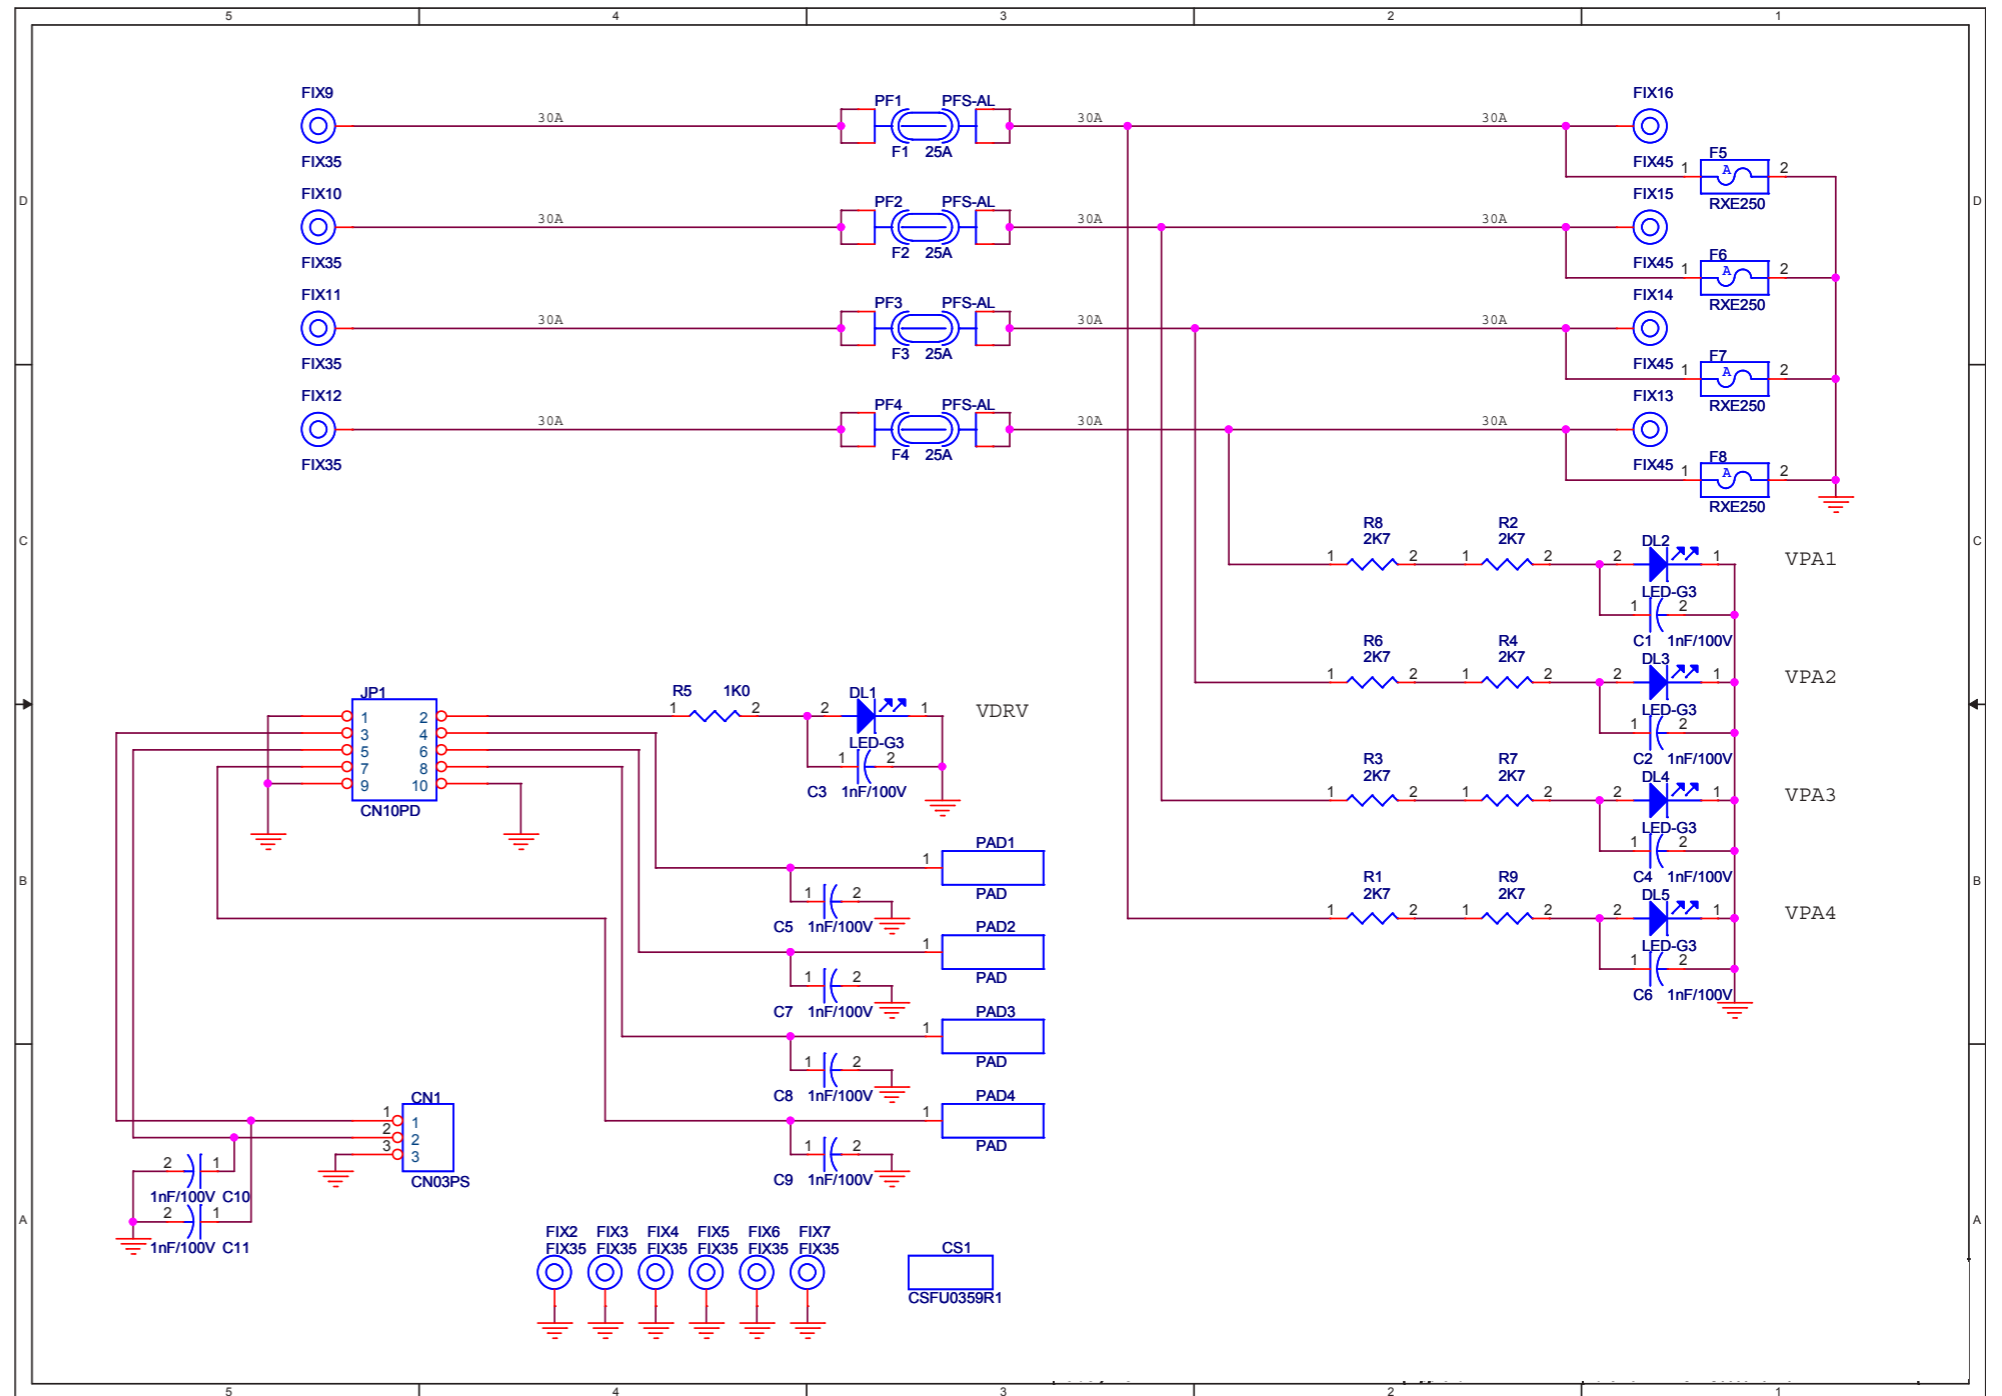 5 4 3 2 1
FIX9 PF1 PFS-AL FIX16
30A 30A 30A
FIX35 F1 25A FIX45 1 F5 2
A
RXE250
FIX10 PF2 PFS-AL FIX15
30A 30A 30A
D D
FIX35 F2 25A FIX45 1 F6 2
A
RXE250
FIX11 PF3 PFS-AL FIX14
30A 30A 30A
FIX35 F3 25A FIX45 1 F7 2
A
RXE250
FIX12 PF4 PFS-AL FIX13
30A 30A 30A
FIX35 F4 25A FIX45 1 F8 2
A
RXE250
C C
R8 R2
2K7 2K7 DL2
1 2 1 2 2 1 VPA1
LED-G3
1 2
C1 1nF/100V
R6 R4
2K7 2K7 DL3
1 2 1 2 2 1 VPA2
LED-G3
1 2
C2 1nF/100V
R3 R7
2K7 2K7 DL4
1 2 1 2 2 1 VPA3
LED-G3
1 2
C4 1nF/100V
R1 R9
2K7 2K7 DL5
1 2 1 2 2 1 VPA4
LED-G3
1 2
C6 1nF/100V
JP1 R5 1K0 DL1
1 2 1 2 2 1 VDRV
3 4
5 6 LED-G3
7 8 1 2
9 10 C3 1nF/100V
CN10PD
B B
PAD1
1
PAD
1 2
C5 1nF/100V
PAD2
1
PAD
1 2
C7 1nF/100V
PAD3
1
PAD
1 2
C8 1nF/100V
PAD4
1
PAD
1 2
C9 1nF/100V
CN1
1 1
2 2
3 3
CN03PS
2 1
1nF/100V C10
2 1
1nF/100V C11
A A
FIX2 FIX3 FIX4 FIX5 FIX6 FIX7
FIX35 FIX35 FIX35 FIX35 FIX35 FIX35
CS1
CSFU0359R1
5 4 3 2 1